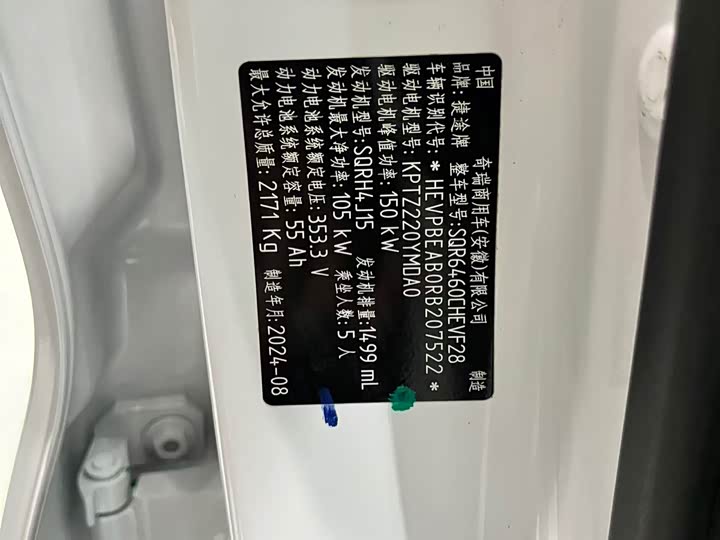 中国 奇瑞商用车(安徽)有限公司 制造
品牌:捷途牌 整车型号:SQR6460CHEVF28
车辆识别代号:*HEVPBEAB0RB207522*
驱动电机型号:KPTZ220YMDA0
驱动电机峰值功率:150 kW
发动机型号:SQRH4J15 发动机排量:1499 mL
发动机最大净功率:105 kW 乘坐人数:5 人
动力电池系统额定电压:353.3 V
动力电池系统额定容量:55 Ah
最大允许总质量:2171 Kg 制造年月:2024-08